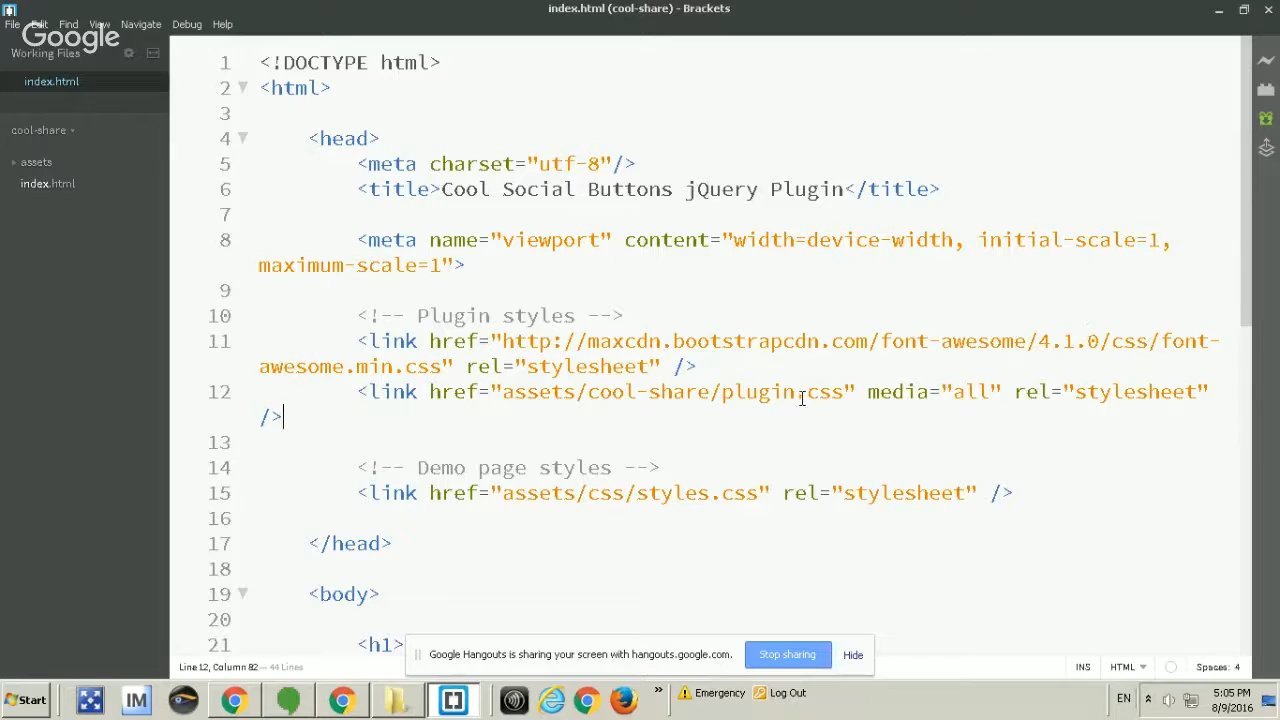 index.html (cool-share) - Brackets
File Edit Find View Navigate Debug Help
Google
Working Files
index.html
cool-share
assets
index.html
1 <!DOCTYPE html>
2 <html>
3
4 <head>
5 <meta charset="utf-8"/>
6 <title>Cool Social Buttons jQuery Plugin</title>
7
8 <meta name="viewport" content="width=device-width, initial-scale=1,
maximum-scale=1">
9
10 <!-- Plugin styles -->
11 <link href="http://maxcdn.bootstrapcdn.com/font-awesome/4.1.0/css/font-
awesome.min.css" rel="stylesheet" />
12 <link href="assets/cool-share/plugin.css" media="all" rel="stylesheet"
/>
13
14 <!-- Demo page styles -->
15 <link href="assets/css/styles.css" rel="stylesheet" />
16
17 </head>
18
19 <body>
20
21 <h1>
Google Hangouts is sharing your screen with hangouts.google.com. Stop sharing Hide
Line 12, Column 82 — 44 Lines INS HTML Spaces: 4
Start IM » Emergency Log Out EN 5:05 PM
8/9/2016